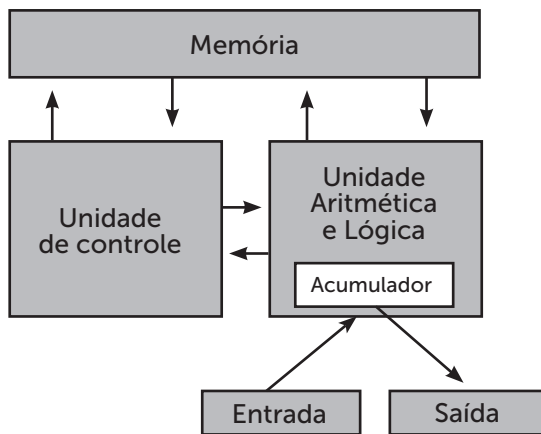 Memória
Unidade
de controle
Unidade
Aritmética
e Lógica
Acumulador
Entrada
Saída